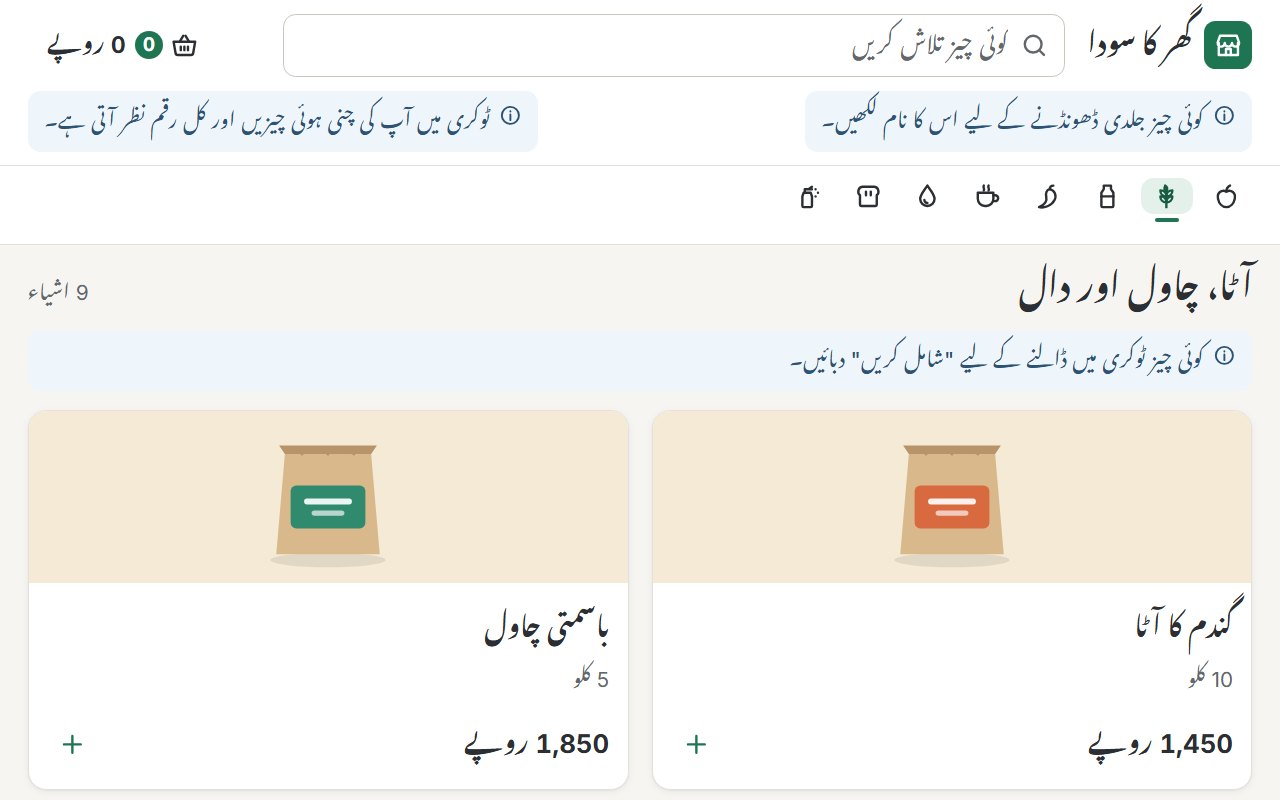 گھر کا سودا
کوئی چیز تلاش کریں
0
0 روپے
کوئی چیز جلدی ڈھونڈنے کے لیے اس کا نام لکھیں۔
ٹوکری میں آپ کی چنی ہوئی چیزیں اور کل رقم نظر آتی ہے۔
آٹا، چاول اور دال
9 اشیاء
کوئی چیز ٹوکری میں ڈالنے کے لیے "شامل کریں" دبائیں۔
گندم کا آٹا
10 کلو
1,450 روپے
باسمتی چاول
5 کلو
1,850 روپے